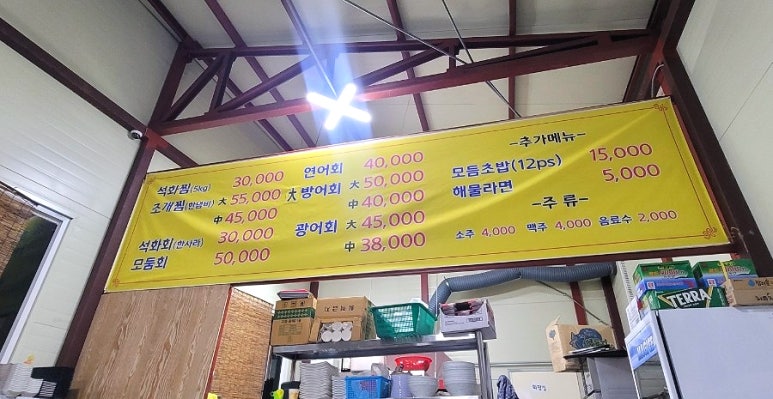 석화찜(5kg) 30,000
조개찜(한냄비) 大 55,000
中 45,000
석화회(한사라) 30,000
모둠회 50,000
연어회 40,000
大방어회 大 50,000
中 40,000
광어회 大 45,000
中 38,000
-추가메뉴-
모듬초밥(12ps) 15,000
해물라면 5,000
-주 류-
소주 4,000 맥주 4,000 음료수 2,000
TERRA